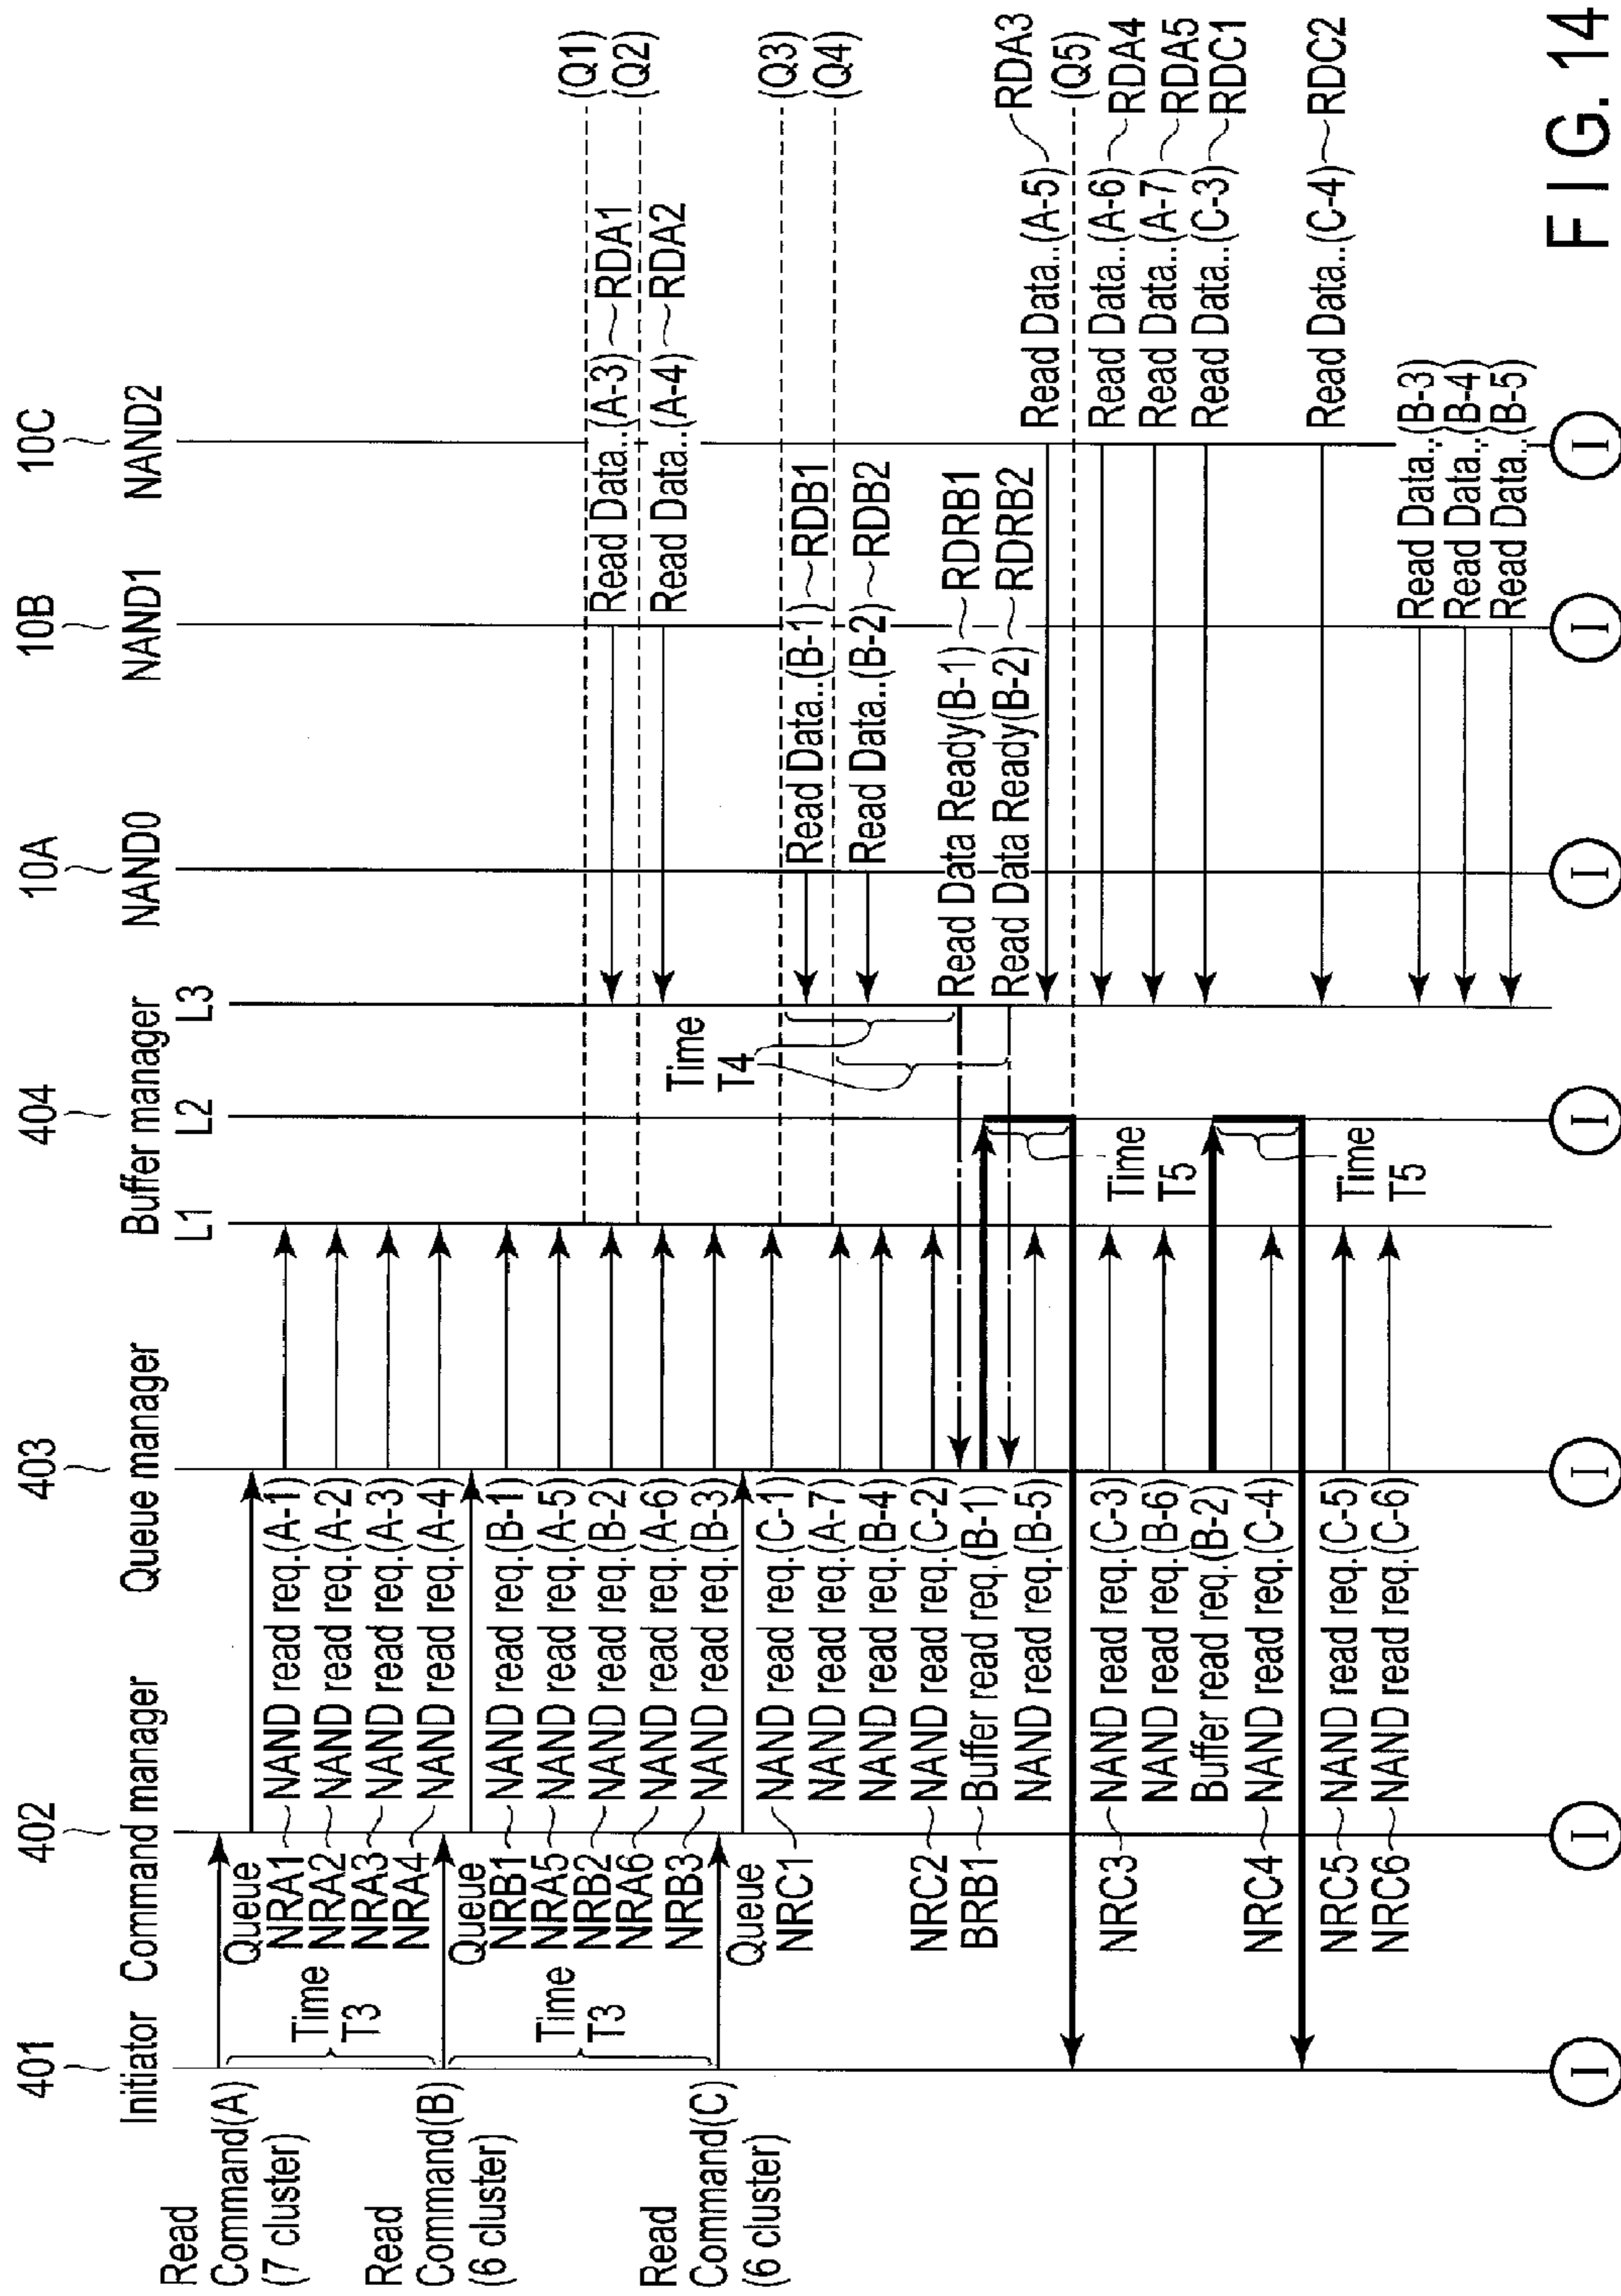 401
402
403
404
10A
10B
10C
Initiator
Command manager
Queue manager
Buffer manager
L1
L2
L3
NAND0
NAND1
NAND2
Read
Command(A)
(7 cluster)
Read
Command(B)
(6 cluster)
Read
Command(C)
(6 cluster)
Time
T3
Time
T3
Queue
NRA1
NRA2
NRA3
NRA4
Queue
NRB1
NRA5
NRB2
NRA6
NRB3
Queue
NRC1
NRC2
BRB1
NRC3
NRC4
NRC5
NRC6
NAND read req.(A-1)
NAND read req.(A-2)
NAND read req.(A-3)
NAND read req.(A-4)
NAND read req.(B-1)
NAND read req.(A-5)
NAND read req.(B-2)
NAND read req.(A-6)
NAND read req.(B-3)
NAND read req.(C-1)
NAND read req.(A-7)
NAND read req.(B-4)
NAND read req.(C-2)
Buffer read req.(B-1)
NAND read req.(B-5)
NAND read req.(C-3)
NAND read req.(B-6)
Buffer read req.(B-2)
NAND read req.(C-4)
NAND read req.(C-5)
NAND read req.(C-6)
Time
T4
Time
T5
Time
T5
(Q1)
Read Data..(A-3) RDA1
(Q2)
Read Data..(A-4) RDA2
(Q3)
Read Data..(B-1) RDB1
(Q4)
Read Data..(B-2) RDB2
Read Data Ready(B-1) RDRB1
Read Data Ready(B-2) RDRB2
Read Data..(A-5) RDA3
(Q5)
Read Data..(A-6) RDA4
Read Data..(A-7) RDA5
Read Data..(C-3) RDC1
Read Data..(C-4) RDC2
Read Data..(B-3)
Read Data..(B-4)
Read Data..(B-5)
I
I
I
I
I
I
I
FIG. 14